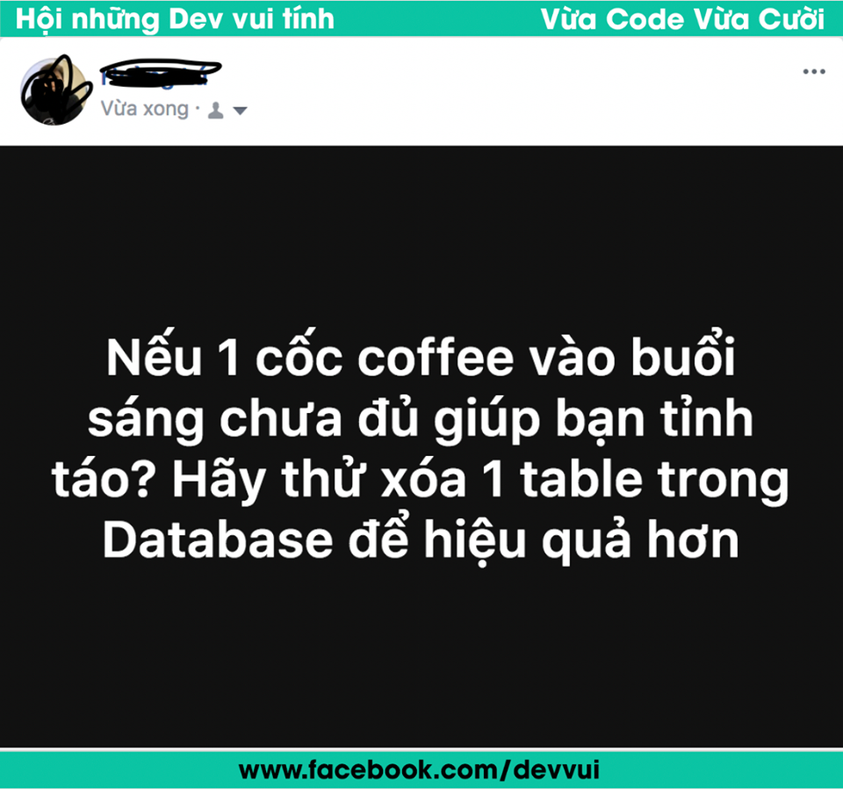 Hội những Dev vui tính
Vừa Code Vừa Cười
Vừa xong ·
Nếu 1 cốc coffee vào buổi
sáng chưa đủ giúp bạn tỉnh
táo? Hãy thử xóa 1 table trong
Database để hiệu quả hơn
www.facebook.com/devvui